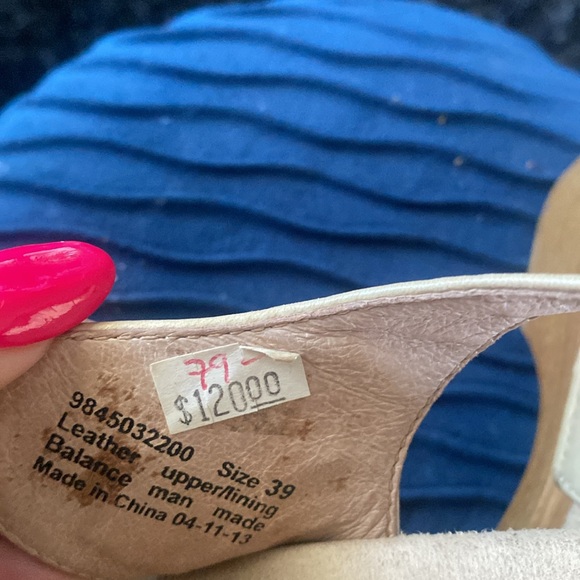 79-
$120.00
9845032200 Size 39
Leather upper/lining
Balance man made
Made in China 04-11-13